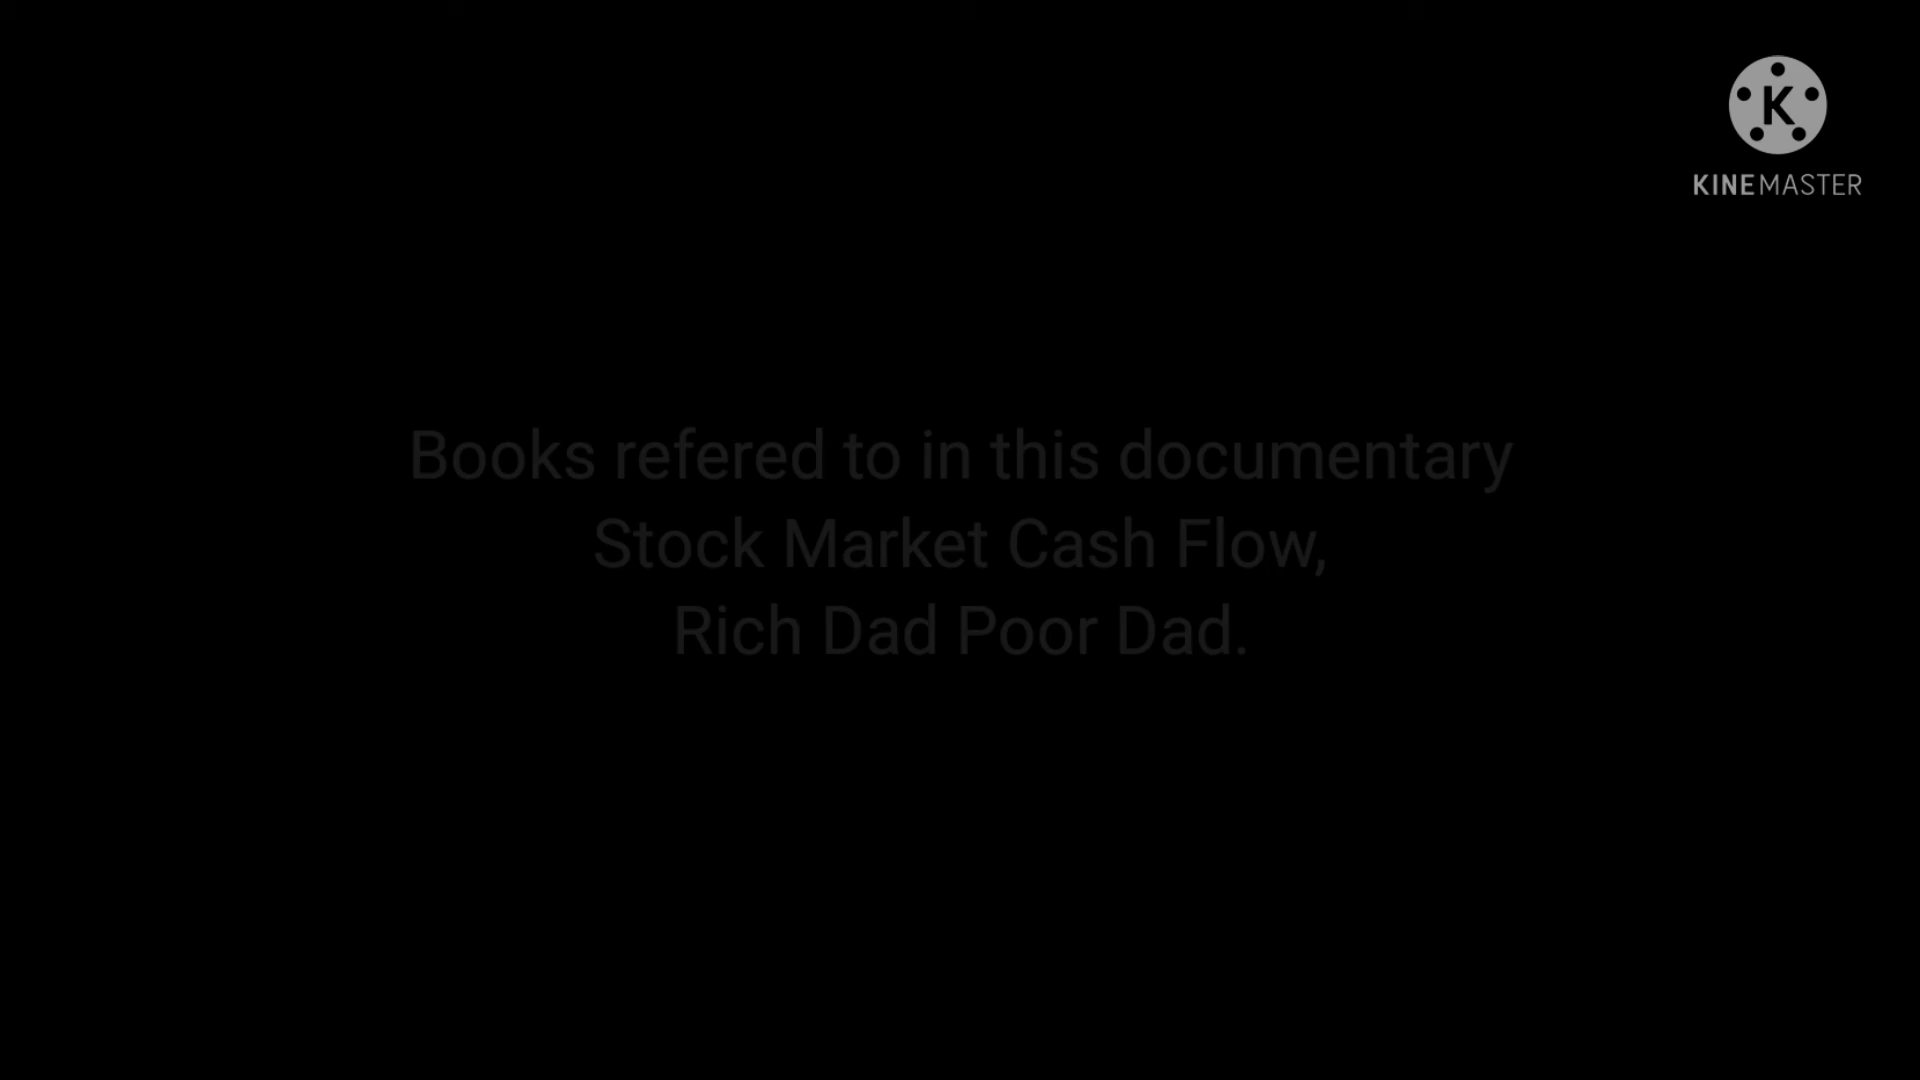 K
KINEMASTER
Books refered to in this documentary
Stock Market Cash Flow,
Rich Dad Poor Dad.